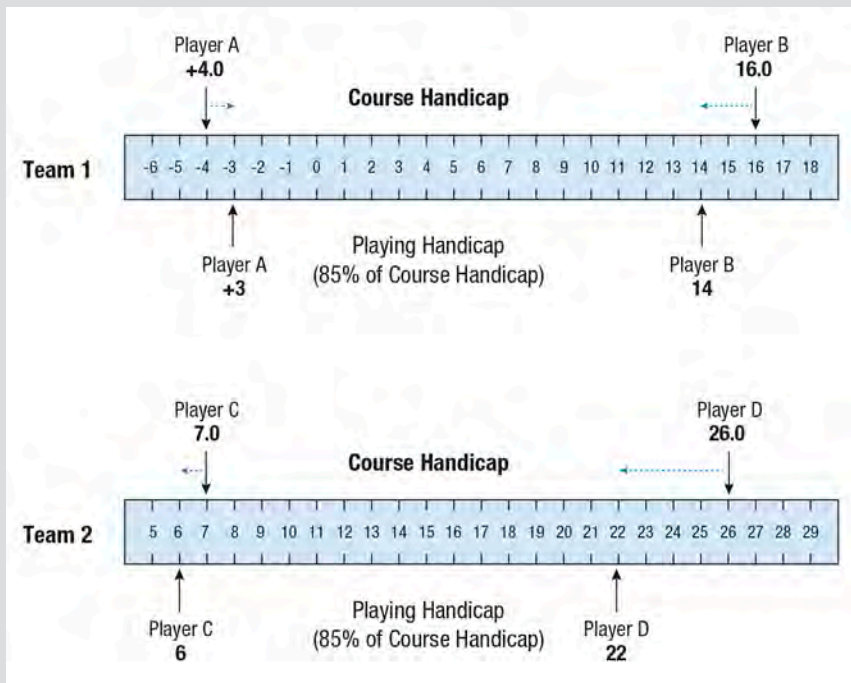 Player A
+4.0
Player B
16.0
Course Handicap
Team 1
-6 -5 -4 -3 -2 -1 0 1 2 3 4 5 6 7 8 9 10 11 12 13 14 15 16 17 18
Player A
+3
Playing Handicap
(85% of Course Handicap)
Player B
14
Player C
7.0
Player D
26.0
Course Handicap
Team 2
5 6 7 8 9 10 11 12 13 14 15 16 17 18 19 20 21 22 23 24 25 26 27 28 29
Player C
6
Playing Handicap
(85% of Course Handicap)
Player D
22